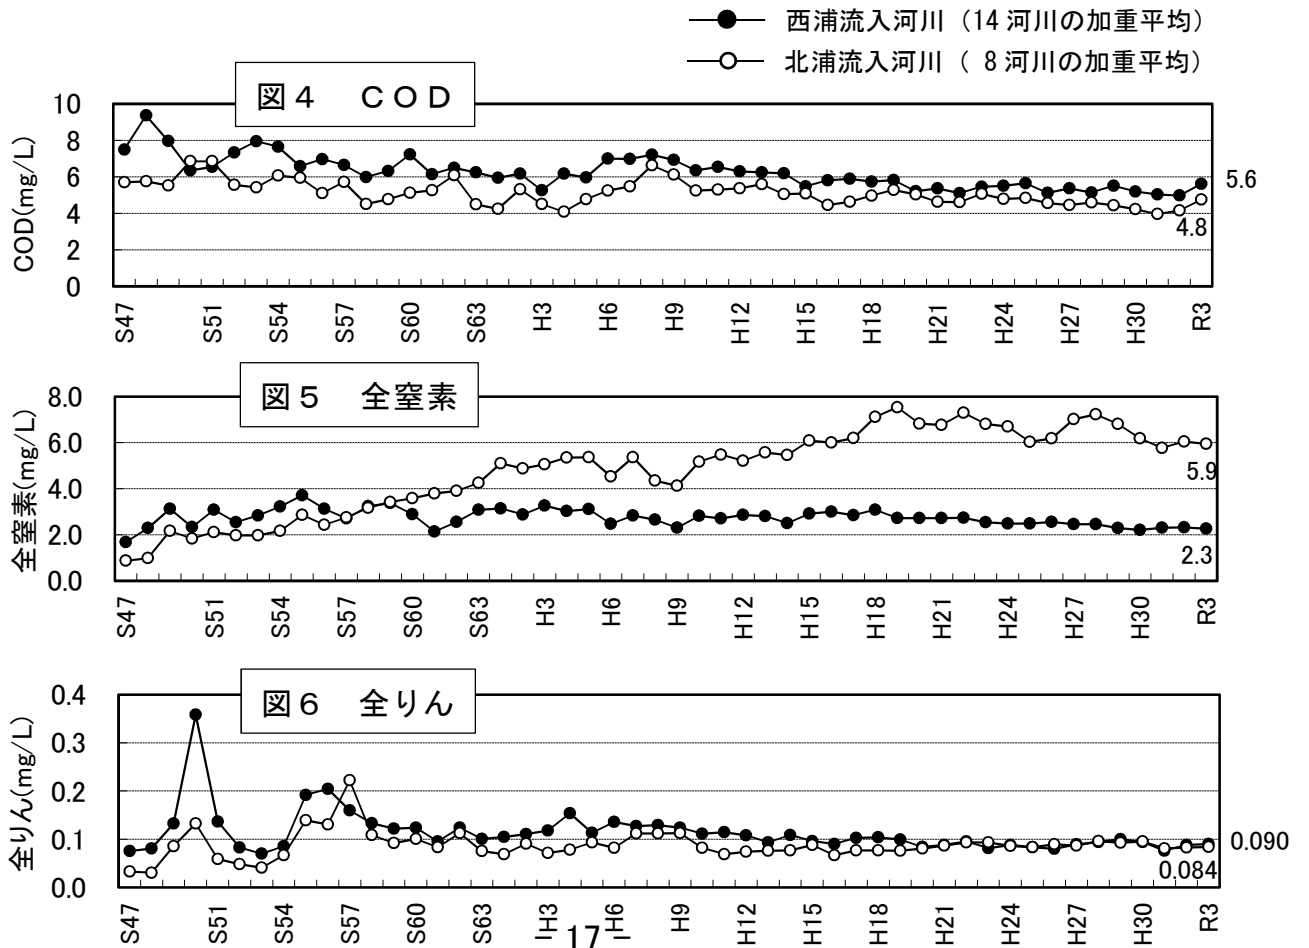 西浦流入河川（14河川の加重平均）
北浦流入河川（ 8河川の加重平均）
図４　ＣＯＤ
COD(mg/L)
10
8
6
4
2
0
5.6
4.8
S47 S51 S54 S57 S60 S63 H3 H6 H9 H12 H15 H18 H21 H24 H27 H30 R3
図５　全窒素
全窒素(mg/L)
8.0
6.0
4.0
2.0
0.0
5.9
2.3
S47 S51 S54 S57 S60 S63 H3 H6 H9 H12 H15 H18 H21 H24 H27 H30 R3
図６　全りん
全りん(mg/L)
0.4
0.3
0.2
0.1
0.0
0.090
0.084
S47 S51 S54 S57 S60 S63 H3 H6 H9 H12 H15 H18 H21 H24 H27 H30 R3
- 17 -